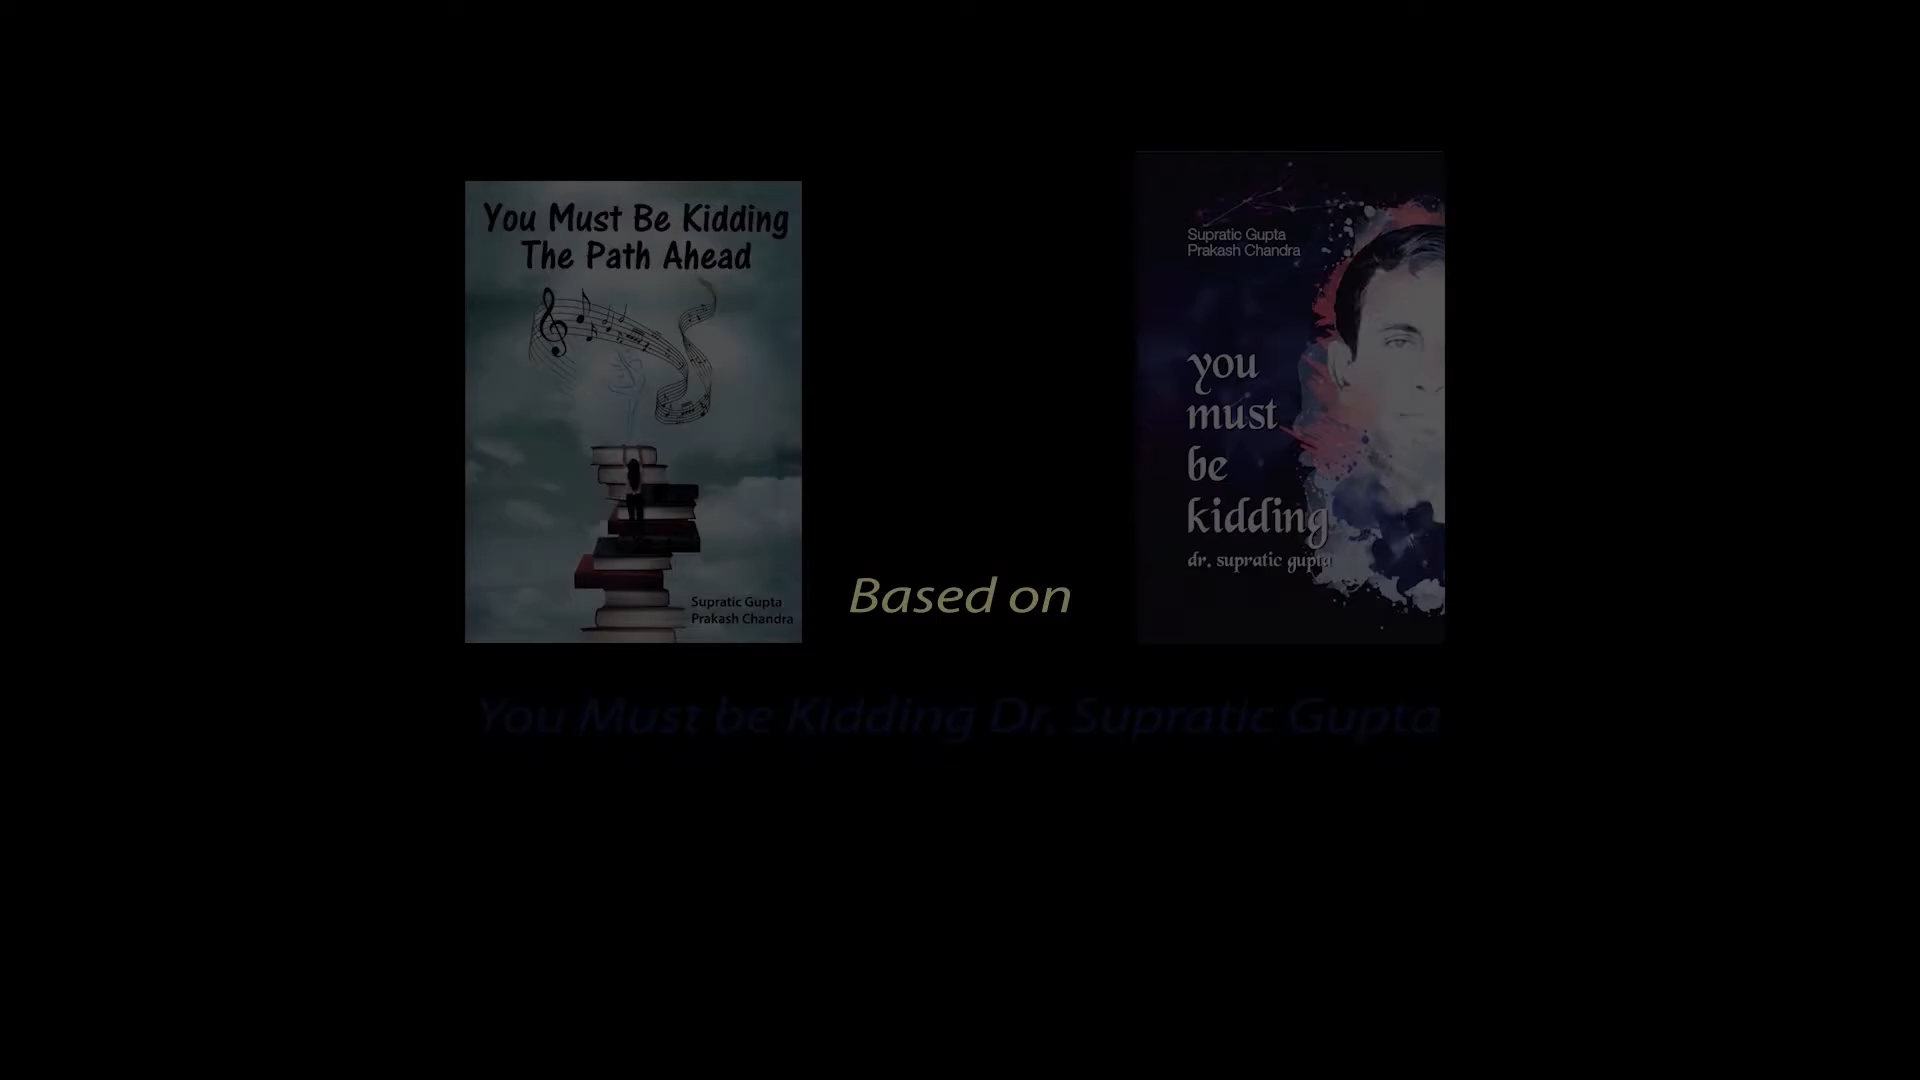 You Must Be Kidding
The Path Ahead
Supratic Gupta
Prakash Chandra
Based on
Supratic Gupta
Prakash Chandra
you
must
be
kidding
dr. supratic gupta
You Must be Kidding Dr. Supratic Gupta